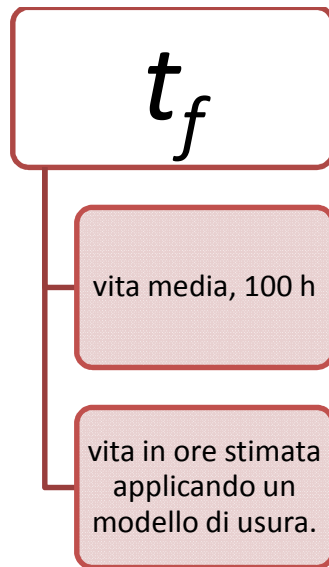 t_f
vita media, 100 h
vita in ore stimata
applicando un
modello di usura.